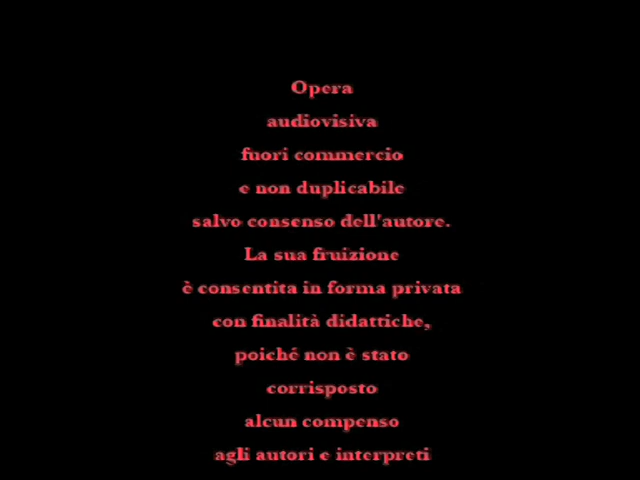 Opera
audiovisiva
fuori commercio
e non duplicabile
salvo consenso dell'autore.
La sua fruizione
è consentita in forma privata
con finalità didattiche,
poiché non è stato
corrisposto
alcun compenso
agli autori e interpreti